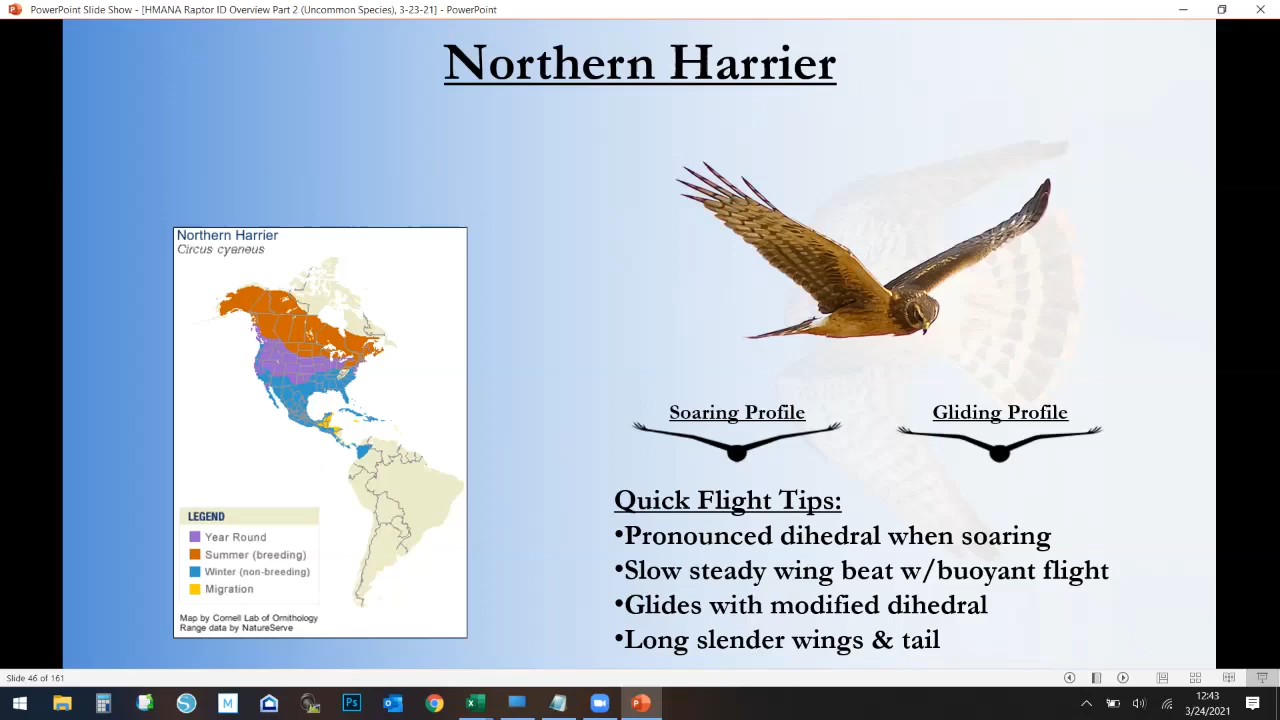 PowerPoint Slide Show - [HMANA Raptor ID Overview Part 2 (Uncommon Species), 3-23-21] - PowerPoint
Northern Harrier
Northern Harrier
Circus cyaneus
LEGEND
Year Round
Summer (breeding)
Winter (non-breeding)
Migration
Map by Cornell Lab of Ornithology
Range data by NatureServe
Soaring Profile
Gliding Profile
Quick Flight Tips:
•Pronounced dihedral when soaring
•Slow steady wing beat w/buoyant flight
•Glides with modified dihedral
•Long slender wings & tail
Slide 46 of 161
12:43
3/24/2021